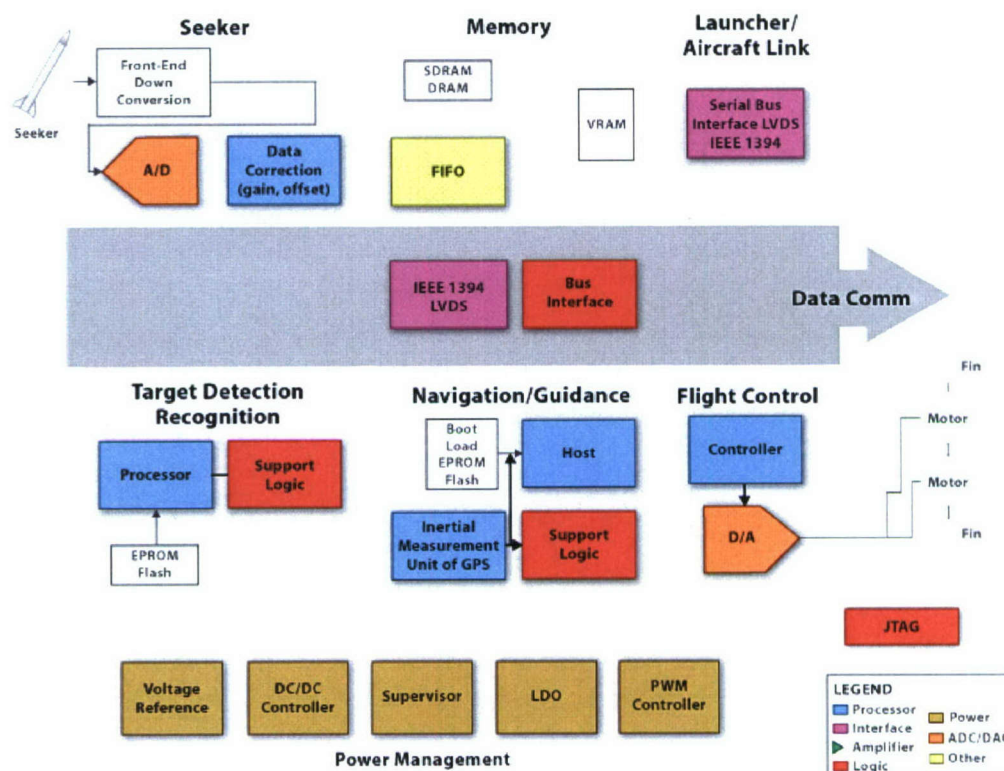 Seeker
Memory
Launcher/
Aircraft Link
Seeker
Front-End
Down
Conversion
SDRAM
DRAM
VRAM
Serial Bus
Interface LVDS
IEEE 1394
A/D
Data
Correction
(gain, offset)
FIFO
IEEE 1394
LVDS
Bus
Interface
Data Comm
Target Detection
Recognition
Navigation/Guidance
Flight Control
Processor
Support
Logic
EPROM
Flash
Boot
Load
EPROM
Flash
Host
Inertial
Measurement
Unit of GPS
Support
Logic
Controller
D/A
Fin
Motor
Motor
Fin
JTAG
Voltage
Reference
DC/DC
Controller
Supervisor
LDO
PWM
Controller
Power Management
LEGEND
Processor
Interface
Amplifier
Logic
Power
ADC/DAC
Other